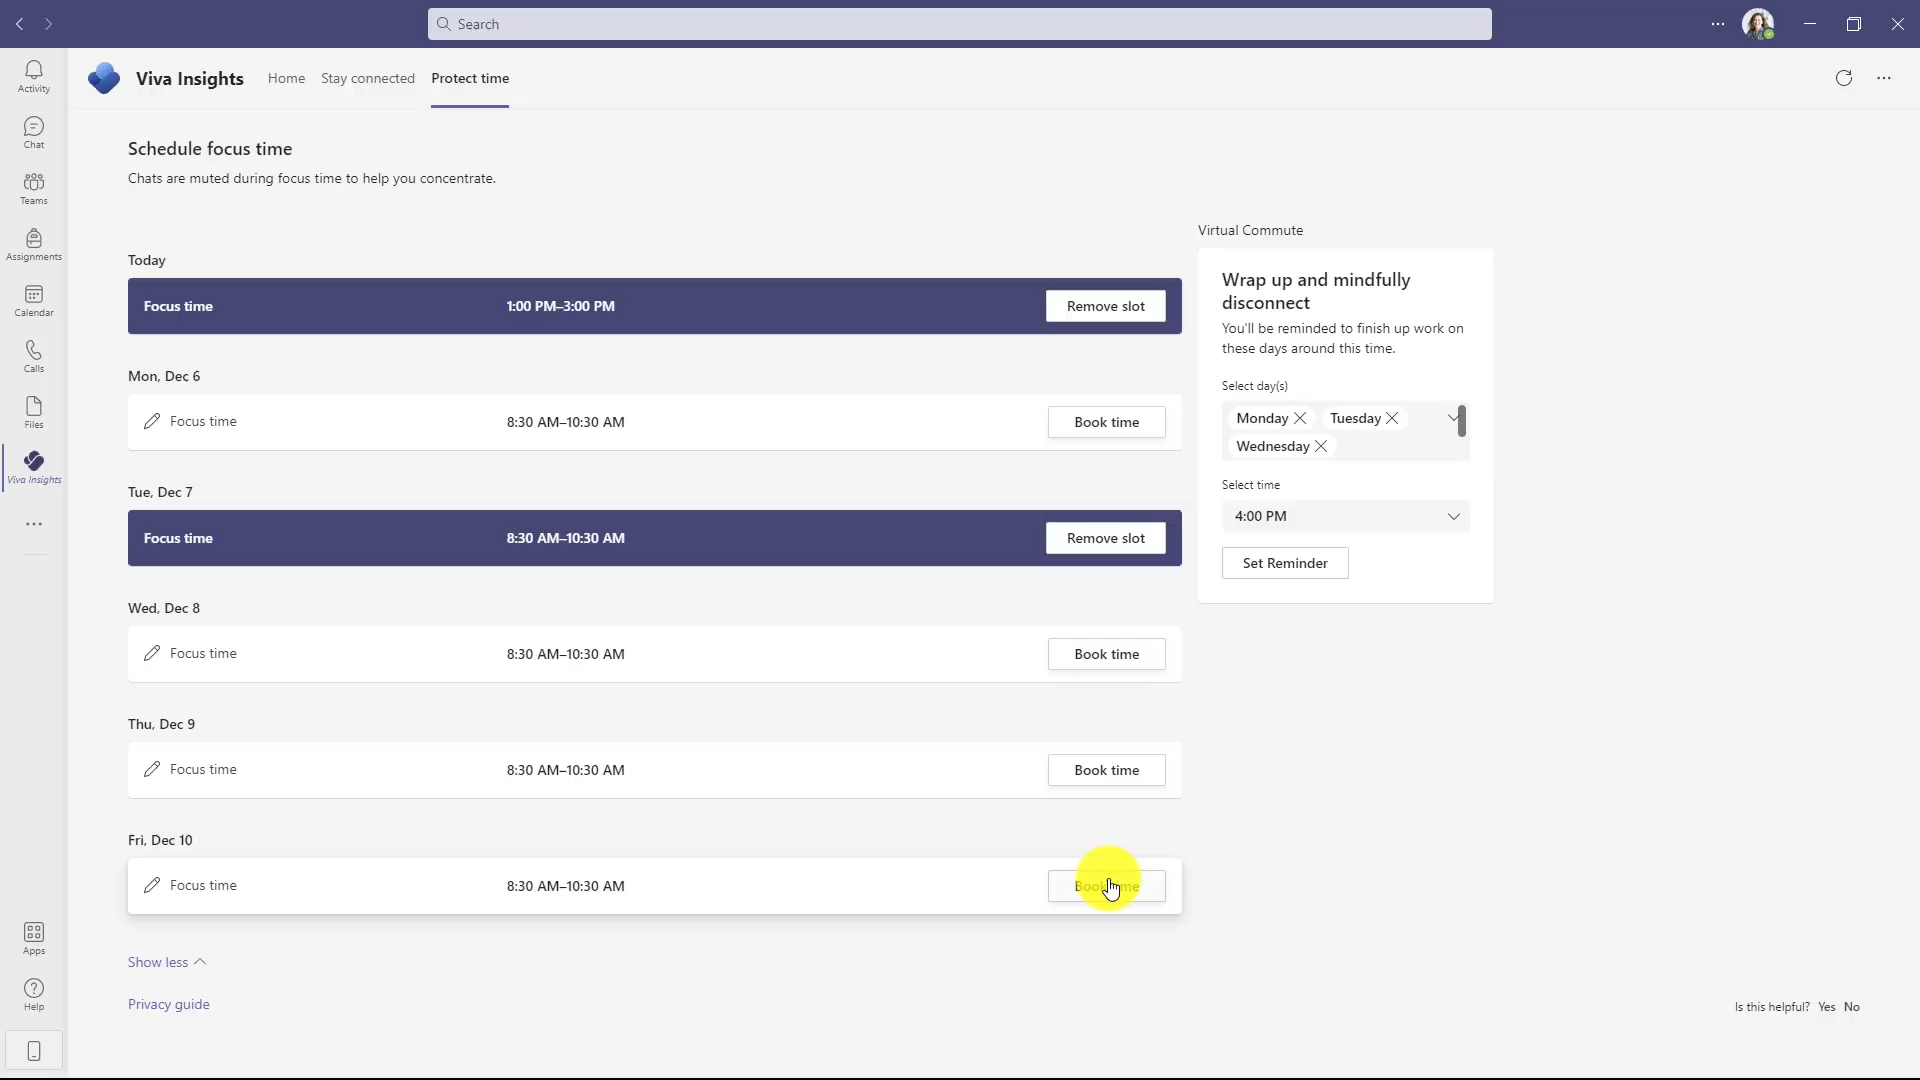 Search
Activity
Chat
Teams
Assignments
Calendar
Calls
Files
Viva Insights
Apps
Help
Viva Insights
Home
Stay connected
Protect time
Schedule focus time
Chats are muted during focus time to help you concentrate.
Today
Focus time 1:00 PM–3:00 PM Remove slot
Mon, Dec 6
Focus time 8:30 AM–10:30 AM Book time
Tue, Dec 7
Focus time 8:30 AM–10:30 AM Remove slot
Wed, Dec 8
Focus time 8:30 AM–10:30 AM Book time
Thu, Dec 9
Focus time 8:30 AM–10:30 AM Book time
Fri, Dec 10
Focus time 8:30 AM–10:30 AM Book time
Show less
Privacy guide
Virtual Commute
Wrap up and mindfully
disconnect
You'll be reminded to finish up work on
these days around this time.
Select day(s)
Monday Tuesday
Wednesday
Select time
4:00 PM
Set Reminder
Is this helpful? Yes No